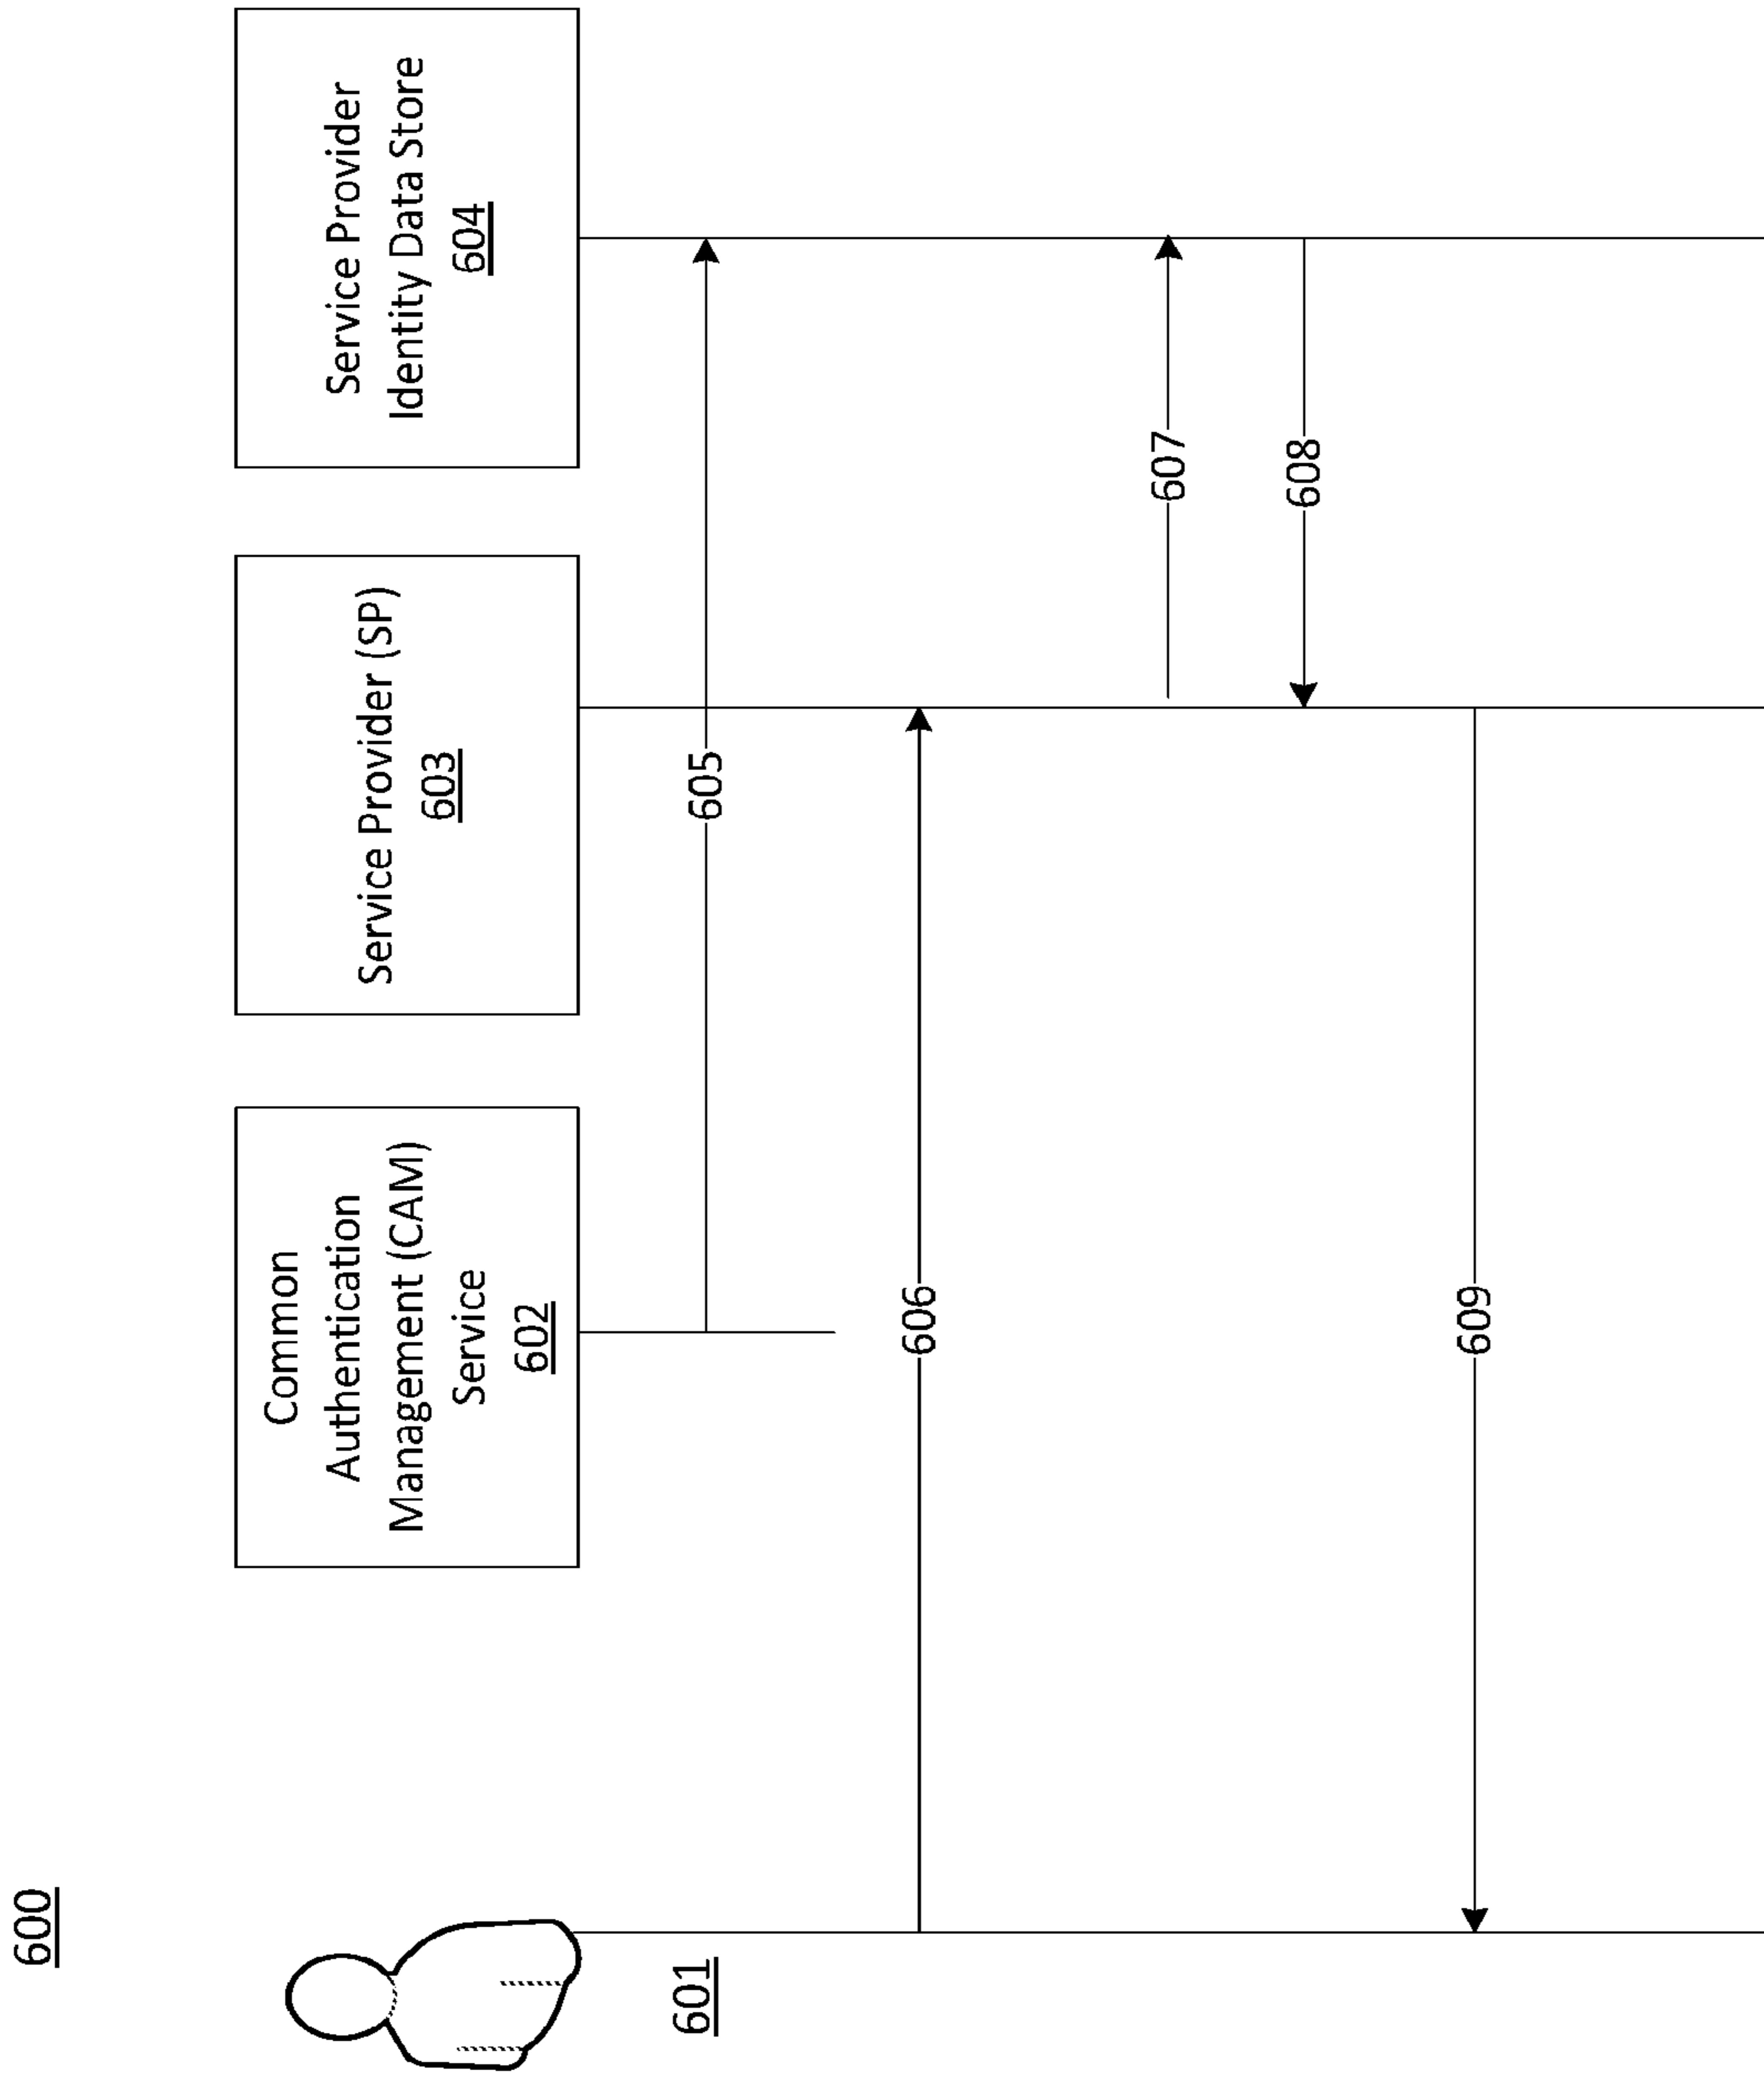 600
601
Common
Authentication
Management (CAM)
Service
602
Service Provider (SP)
603
Service Provider
Identity Data Store
604
605
606
607
608
609